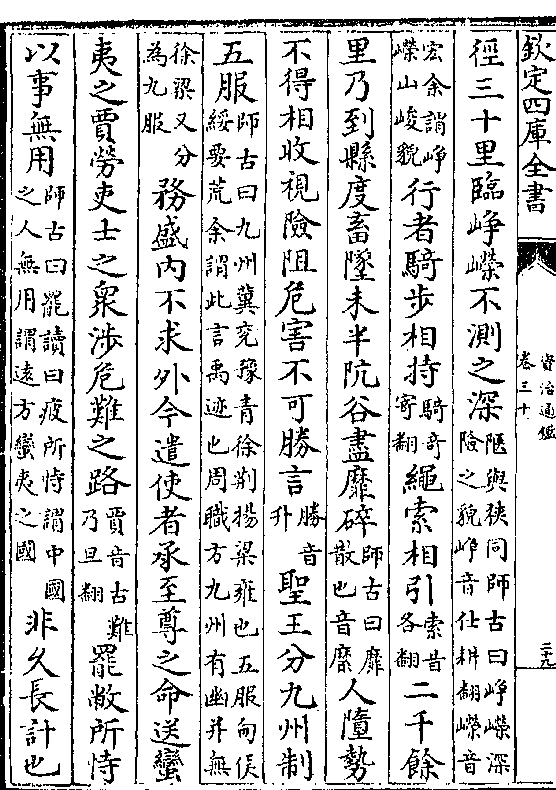 欽定四庫全書
資治通鑑
卷三十
二十九
徑三十里臨崢嶸不測之深陿與狹同師古曰崢嶸深險之貌崢音仕耕翻嶸音
宏余謂崢嶸山峻貌行者騎步相持騎奇寄翻繩索相引索昔各翻二千餘
里乃到縣度畜墜未半阬谷盡靡碎師古曰靡散也音縻人墮勢
不得相收視險阻危害不可勝言勝音升聖王分九州制
五服師古曰九州冀兗豫青徐荆揚梁雍也五服甸侯綏要荒余謂此言禹迹也周職方九州有幽并無
徐梁又分為九服務盛内不求外今遣使者承至尊之命送蠻
夷之賈勞吏士之衆涉危難之路賈音古難乃旦翻罷敝所恃
以事無用師古曰罷讀曰疲所恃謂中國之人無用謂遠方蠻夷之國非久長計也